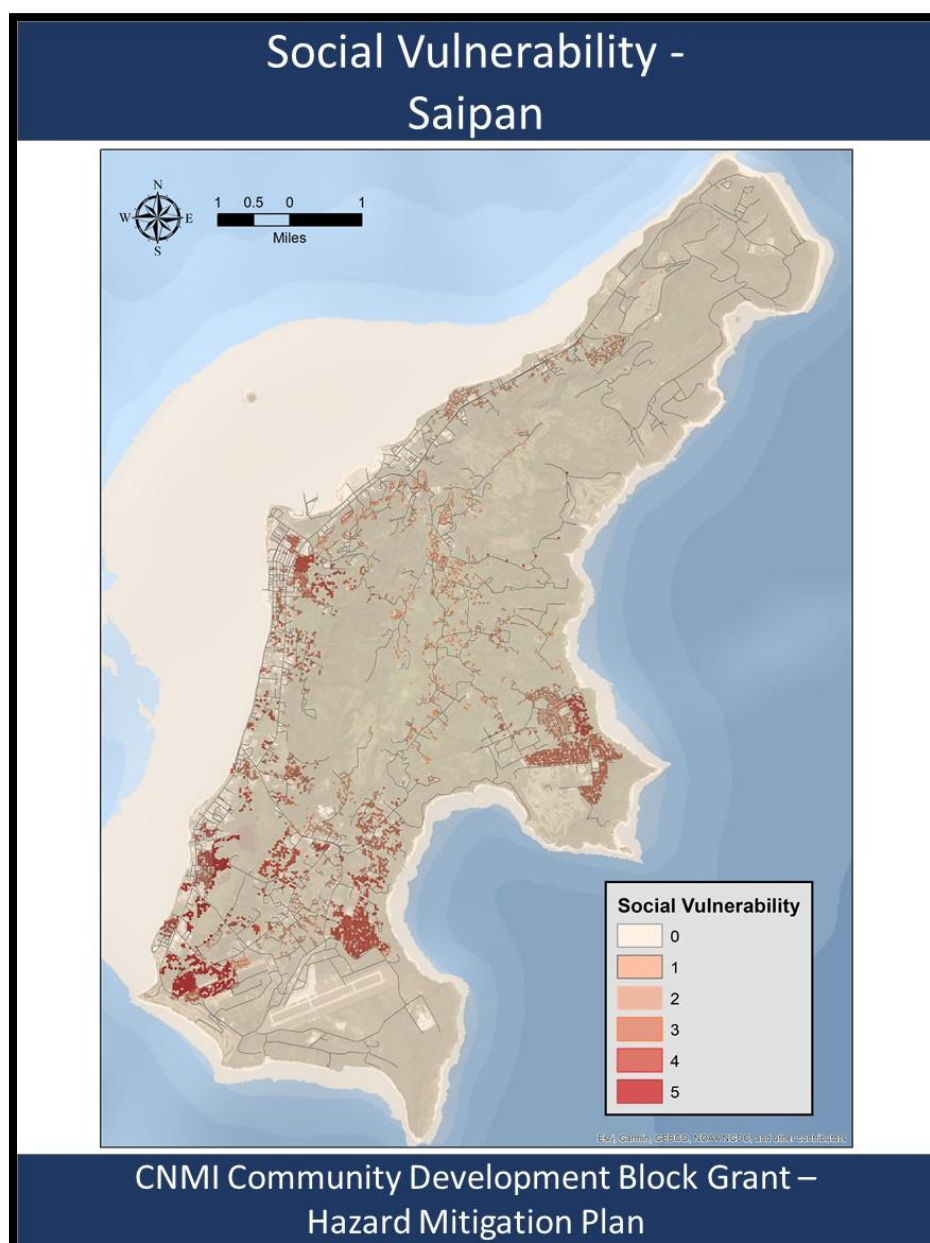 Social Vulnerability -
Saipan
N
W
E
S
1 0.5 0 1
Miles
Social Vulnerability
0
1
2
3
4
5
Esri, Garmin, GEBCO, NOAA NGDC, and other contributors
CNMI Community Development Block Grant –
Hazard Mitigation Plan